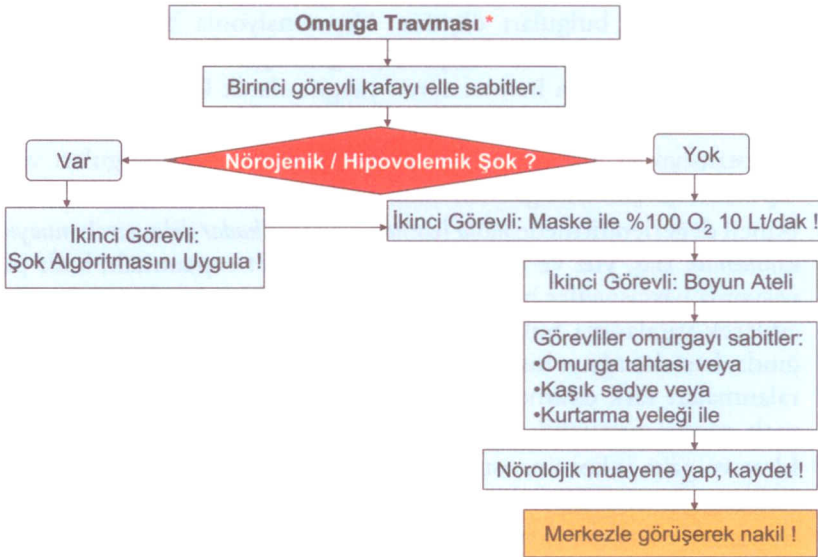 Omurga Travması *
Birinci görevli kafayı elle sabitler.
Var
Nörojenik / Hipovolemik Şok ?
Yok
İkinci Görevli:
Şok Algoritmasını Uygula !
İkinci Görevli: Maske ile %100 O₂ 10 Lt/dak !
İkinci Görevli: Boyun Ateli
Görevliler omurgayı sabitler:
•Omurga tahtası veya
•Kaşık sedye veya
•Kurtarma yeleği ile
Nörolojik muayene yap, kaydet !
Merkezle görüşerek nakil !